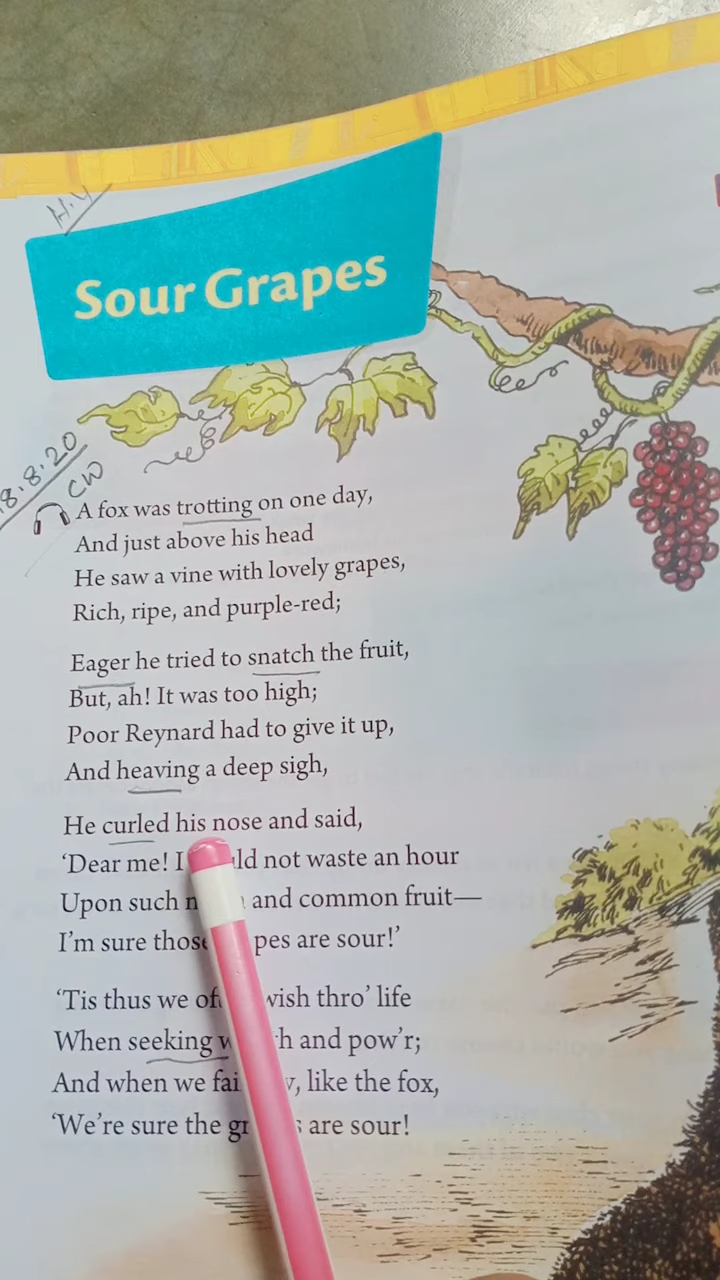 H.Y
Sour Grapes
8.8.20
CW
A fox was trotting on one day,
And just above his head
He saw a vine with lovely grapes,
Rich, ripe, and purple-red;
Eager he tried to snatch the fruit,
But, ah! It was too high;
Poor Reynard had to give it up,
And heaving a deep sigh,
He curled his nose and said,
‘Dear me! I ld not waste an hour
Upon such and common fruit—
I’m sure those pes are sour!’
‘Tis thus we of wish thro’ life
When seeking and pow’r;
And when we fai , like the fox,
‘We’re sure the gr are sour!